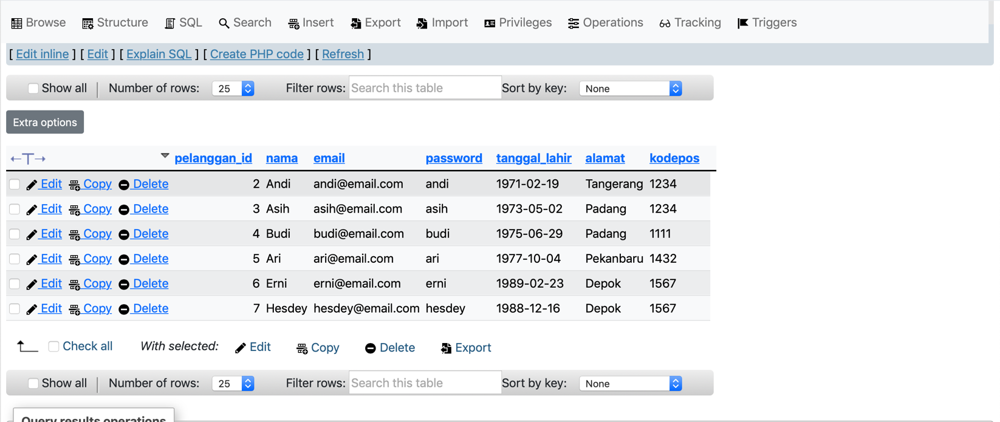 Browse Structure SQL Search Insert Export Import Privileges Operations Tracking Triggers
[ Edit inline ] [ Edit ] [ Explain SQL ] [ Create PHP code ] [ Refresh ]
Show all Number of rows: 25 Filter rows: Search this table Sort by key: None
Extra options
←T→ pelanggan_id nama email password tanggal_lahir alamat kodepos
Edit Copy Delete 2 Andi andi@email.com andi 1971-02-19 Tangerang 1234
Edit Copy Delete 3 Asih asih@email.com asih 1973-05-02 Padang 1234
Edit Copy Delete 4 Budi budi@email.com budi 1975-06-29 Padang 1111
Edit Copy Delete 5 Ari ari@email.com ari 1977-10-04 Pekanbaru 1432
Edit Copy Delete 6 Erni erni@email.com erni 1989-02-23 Depok 1567
Edit Copy Delete 7 Hesdey hesdey@email.com hesdey 1988-12-16 Depok 1567
Check all With selected: Edit Copy Delete Export
Show all Number of rows: 25 Filter rows: Search this table Sort by key: None
Query results operations